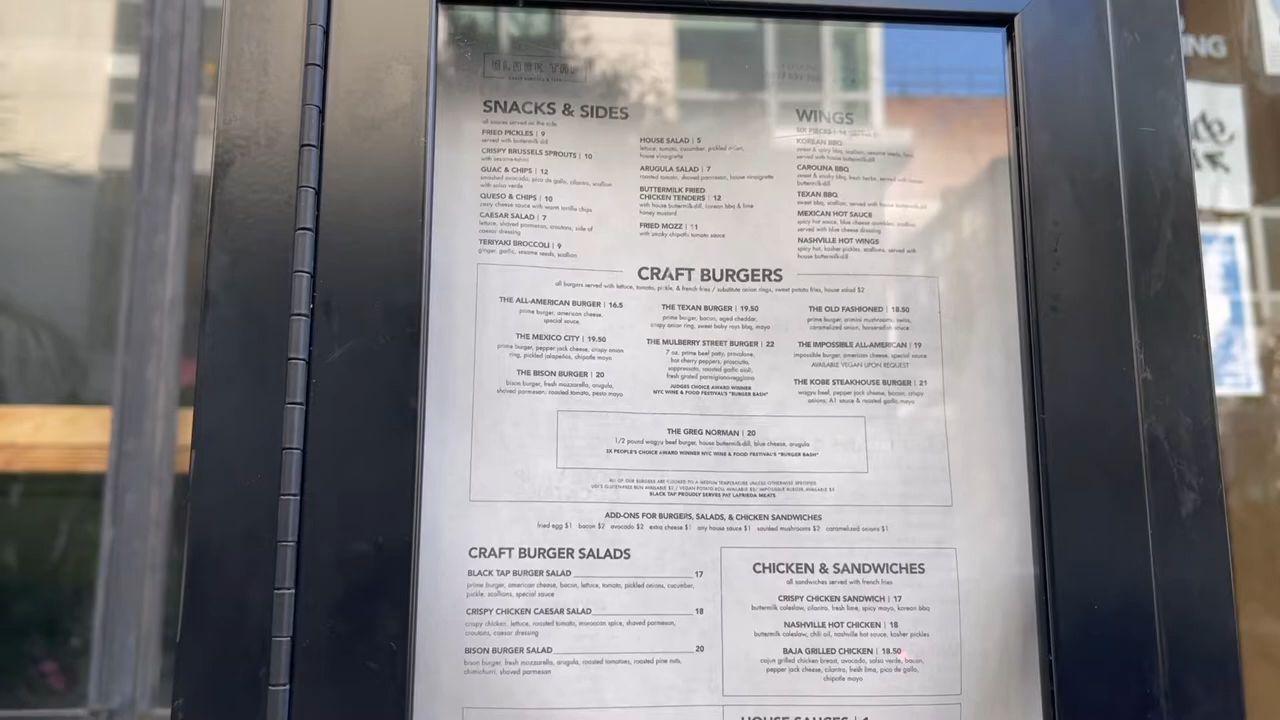 NG
BLACK TAP
SNACKS & SIDES
all sauces served on the side
FRIED PICKLES | 9
served with buttermilk-dill
CRISPY BRUSSELS SPROUTS | 10
with sesame-tahini
GUAC & CHIPS | 12
smashed avocado, pico de gallo, cilantro, scallion
with salsa verde
QUESO & CHIPS | 10
zesty cheese sauce with warm tortilla chips
CAESAR SALAD | 7
lettuce, shaved parmesan, croutons, side of
caesar dressing
TERIYAKI BROCCOLI | 9
ginger, garlic, sesame seeds, scallion
HOUSE SALAD | 5
lettuce, tomato, cucumber, pickled onion,
house vinaigrette
ARUGULA SALAD | 7
roasted tomato, shaved parmesan, house vinaigrette
BUTTERMILK FRIED
CHICKEN TENDERS | 12
with house buttermilk-dill, korean bbq & lime
honey mustard
FRIED MOZZ | 11
with smoky chipotle tomato sauce
WINGS
SIX PIECES
KOREAN BBQ
sweet & spicy bbq, scallion, sesame seeds, lime
served with house buttermilk-dill
CAROLINA BBQ
sweet & smoky bbq, fresh herbs, served with house
buttermilk-dill
TEXAN BBQ
sweet bbq, scallion, served with house buttermilk-dill
MEXICAN HOT SAUCE
spicy hot sauce, blue cheese crumbles, scallion
served with blue cheese dressing
NASHVILLE HOT WINGS
spicy hot, kosher pickles, scallions, served with
house buttermilk-dill
CRAFT BURGERS
all burgers served with lettuce, tomato, pickle, & french fries / substitute onion rings, sweet potato fries, house salad $2
THE ALL-AMERICAN BURGER | 16.5
prime burger, american cheese,
special sauce
THE MEXICO CITY | 19.50
prime burger, pepper jack cheese, crispy onion
ring, pickled jalapeños, chipotle mayo
THE BISON BURGER | 20
bison burger, fresh mozzarella, arugula,
shaved parmesan, roasted tomato, pesto mayo
THE TEXAN BURGER | 19.50
prime burger, bacon, aged cheddar,
crispy onion ring, sweet baby rays bbq, mayo
THE MULBERRY STREET BURGER | 22
7 oz. prime beef patty, provolone,
hot cherry peppers, prosciutto,
soppressata, roasted garlic aioli,
fresh grated parmigiano-reggiano
JUDGES CHOICE AWARD WINNER
NYC WINE & FOOD FESTIVAL'S "BURGER BASH"
THE OLD FASHIONED | 18.50
prime burger, crimini mushrooms, swiss,
caramelized onion, horseradish sauce
THE IMPOSSIBLE ALL-AMERICAN | 19
impossible burger, american cheese, special sauce
AVAILABLE VEGAN UPON REQUEST
THE KOBE STEAKHOUSE BURGER | 21
wagyu beef, pepper jack cheese, bacon, crispy
onions, A1 sauce & roasted garlic mayo
THE GREG NORMAN | 20
1/2 pound wagyu beef burger, house buttermilk-dill, blue cheese, arugula
3X PEOPLE'S CHOICE AWARD WINNER NYC WINE & FOOD FESTIVAL'S "BURGER BASH"
ALL OF OUR BURGERS ARE COOKED TO A MEDIUM TEMPERATURE UNLESS OTHERWISE SPECIFIED
UDI'S GLUTEN-FREE BUN AVAILABLE $2 / VEGAN POTATO ROLL AVAILABLE $2/ IMPOSSIBLE BURGER AVAILABLE $4
BLACK TAP PROUDLY SERVES PAT LAFRIEDA MEATS
ADD-ONS FOR BURGERS, SALADS, & CHICKEN SANDWICHES
fried egg $1 bacon $2 avocado $2 extra cheese $1 any house sauce $1 sautéed mushrooms $2 caramelized onions $1
CRAFT BURGER SALADS
BLACK TAP BURGER SALAD 17
prime burger, american cheese, bacon, lettuce, tomato, pickled onions, cucumber,
pickle, scallions, special sauce
CRISPY CHICKEN CAESAR SALAD 18
crispy chicken, lettuce, roasted tomato, moroccan spice, shaved parmesan,
croutons, caesar dressing
BISON BURGER SALAD 20
bison burger, fresh mozzarella, arugula, roasted tomatoes, roasted pine nuts,
chimichurri, shaved parmesan
CHICKEN & SANDWICHES
all sandwiches served with french fries
CRISPY CHICKEN SANDWICH | 17
buttermilk coleslaw, cilantro, fresh lime, spicy mayo, korean bbq
NASHVILLE HOT CHICKEN | 18
buttermilk coleslaw, chili oil, nashville hot sauce, kosher pickles
BAJA GRILLED CHICKEN | 18.50
cajun grilled chicken breast, avocado, salsa verde, bacon,
pepper jack cheese, cilantro, fresh lime, pico de gallo,
chipotle mayo
HOUSE SAUCES | 1